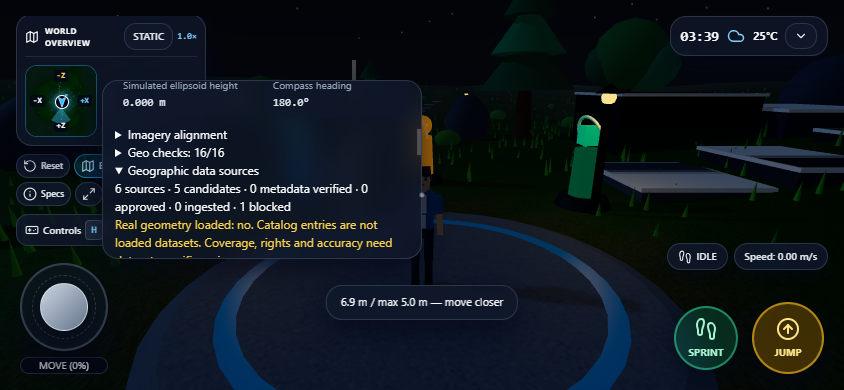 WORLD
OVERVIEW
STATIC
1.0×
-Z
-X
+X
+Z
Reset
Specs
Controls
H
MOVE (0%)
Simulated ellipsoid height
0.000 m
Compass heading
180.0°
▶ Imagery alignment
▶ Geo checks: 16/16
▼ Geographic data sources
6 sources · 5 candidates · 0 metadata verified · 0
approved · 0 ingested · 1 blocked
Real geometry loaded: no. Catalog entries are not
loaded datasets. Coverage, rights and accuracy need
6.9 m / max 5.0 m — move closer
03:39
25°C
IDLE
Speed: 0.00 m/s
SPRINT
JUMP